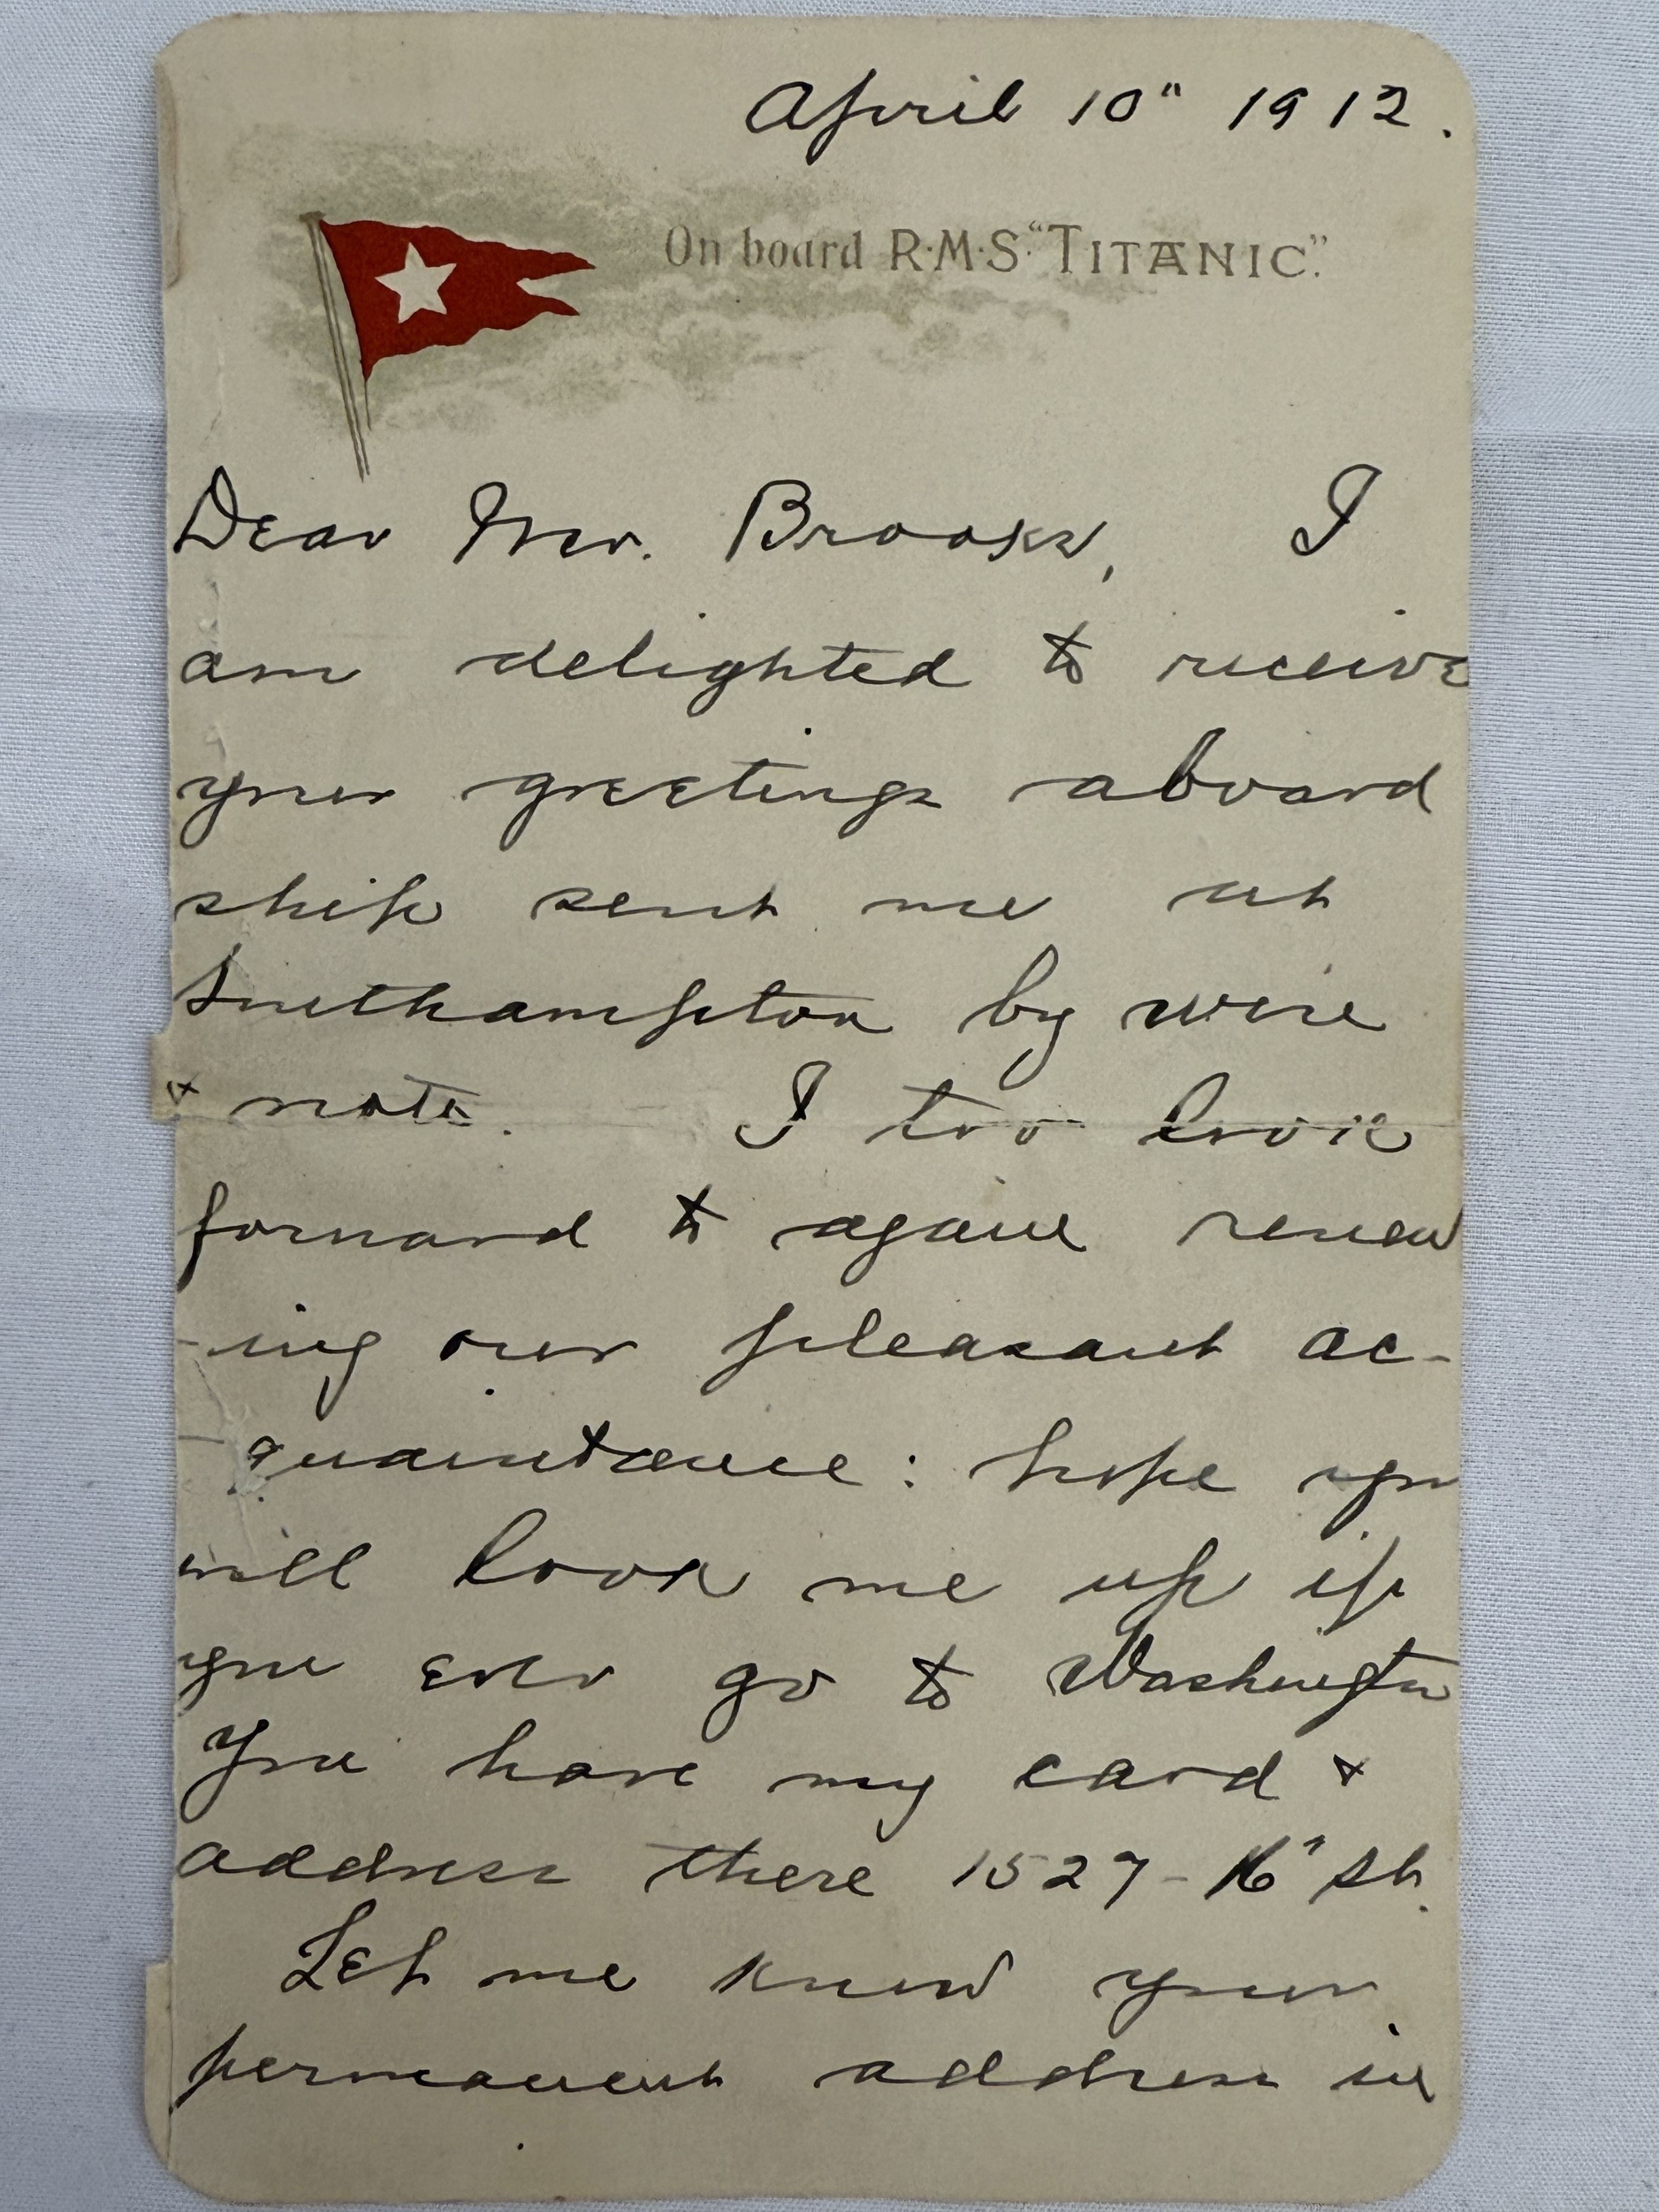 April 10" 1912.
On board R·M·S·"TITANIC".
Dear Mr. Brooks, I
am delighted to receive
your greetings aboard
ship sent me at
Southampton by wire
& note. I too look
forward to again renew
-ing our pleasant ac-
quaintance: hope you
will look me up if
you ever go to Washington
You have my card &
address there 1527-16" St.
Let me know your
permanent address in